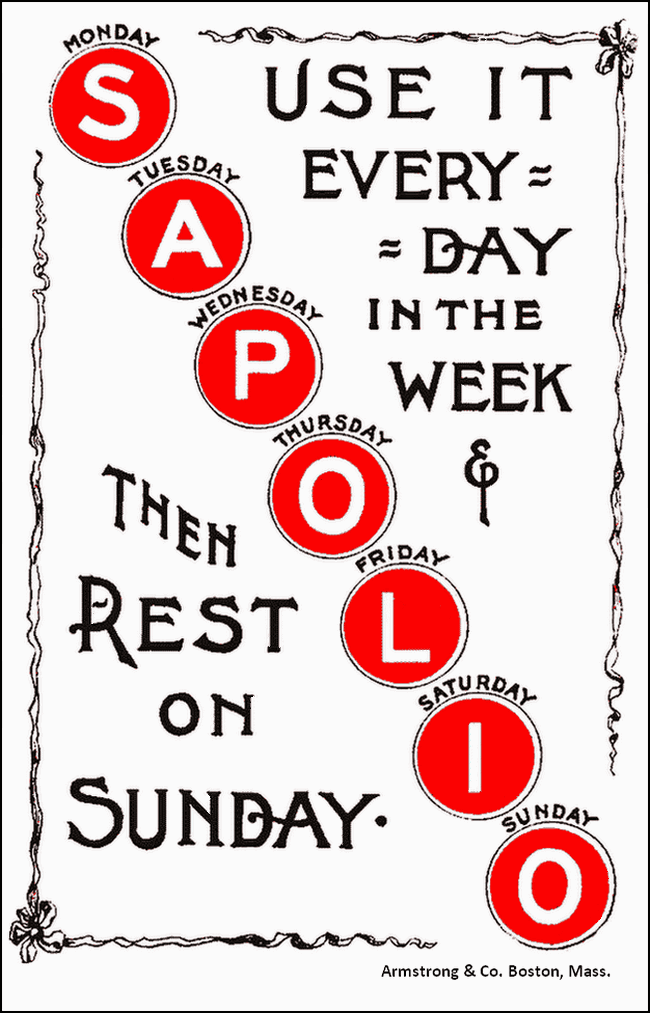 MONDAY
S
TUESDAY
A
WEDNESDAY
P
THURSDAY
O
FRIDAY
L
SATURDAY
I
SUNDAY
O
USE IT
EVERY=
=DAY
IN THE
WEEK
&
THEN
REST
ON
SUNDAY.
Armstrong & Co. Boston, Mass.